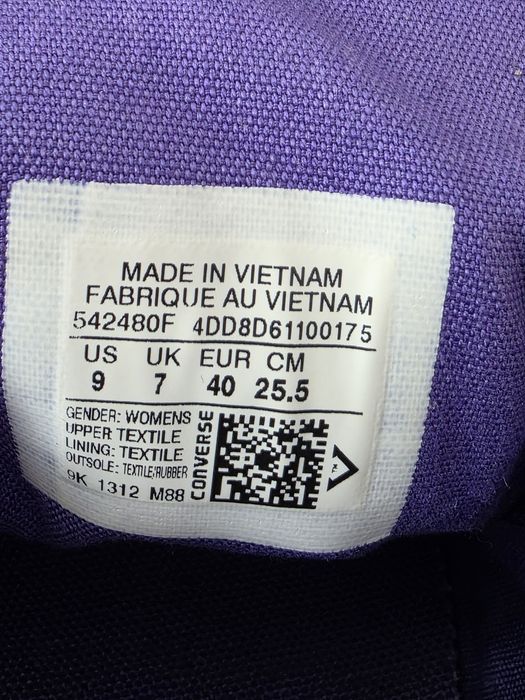 MADE IN VIETNAM
FABRIQUE AU VIETNAM
542480F 4DD8D61100175
US UK EUR CM
9 7 40 25.5
GENDER: WOMENS
UPPER TEXTILE
LINING: TEXTILE
OUTSOLE: TEXTILE/RUBBER
9K 1312 M88
CONVERSE